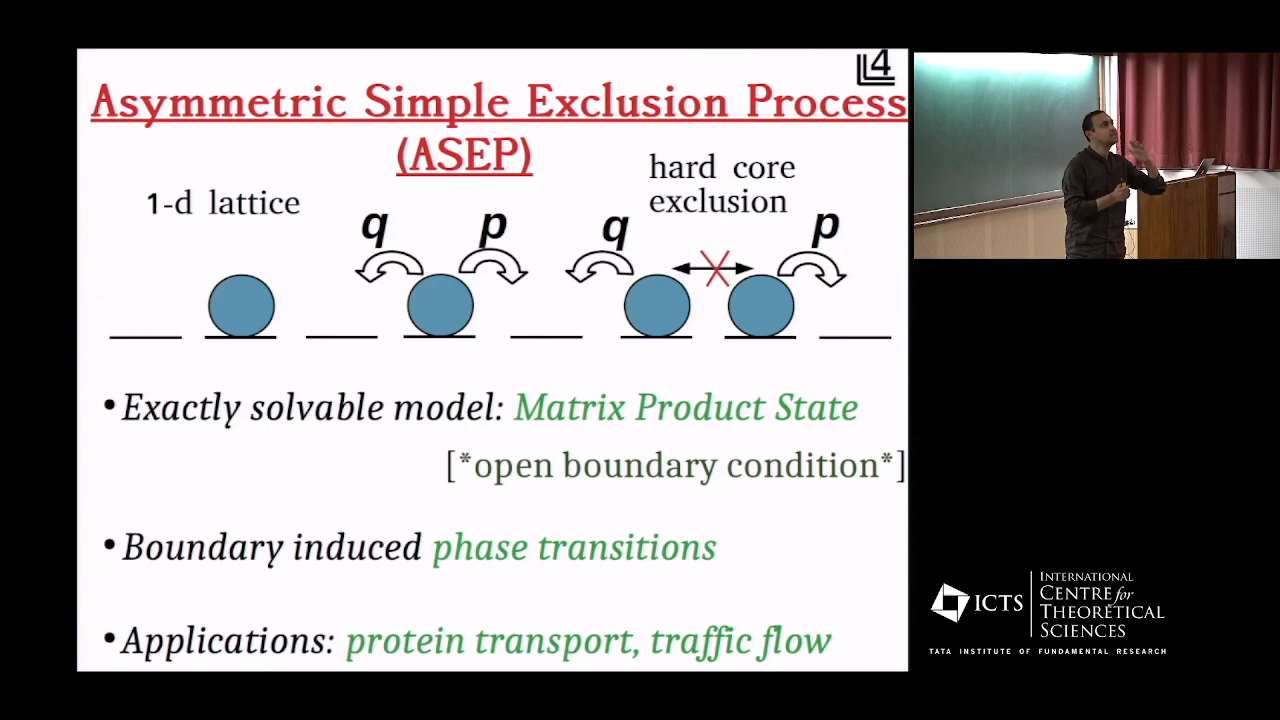 4
Asymmetric Simple Exclusion Process
(ASEP)
1-d lattice
hard core
exclusion
q p q p
• Exactly solvable model: Matrix Product State
[*open boundary condition*]
• Boundary induced phase transitions
• Applications: protein transport, traffic flow
ICTS
INTERNATIONAL
CENTRE for
THEORETICAL
SCIENCES
TATA INSTITUTE OF FUNDAMENTAL RESEARCH